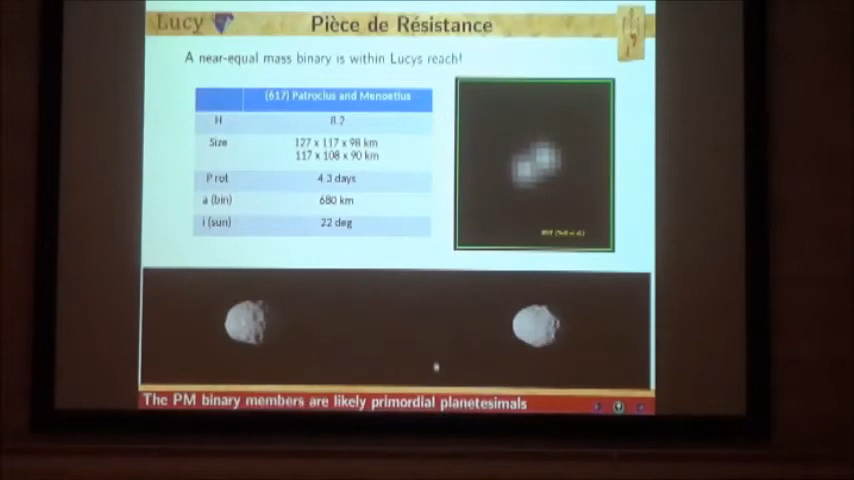 Lucy
Pièce de Résistance
A near-equal mass binary is within Lucys reach!
(617) Patroclus and Menoetius
H 8.2
Size 127 x 117 x 98 km
117 x 108 x 90 km
P rot 4.3 days
a (bin) 680 km
i (sun) 22 deg
The PM binary members are likely primordial planetesimals